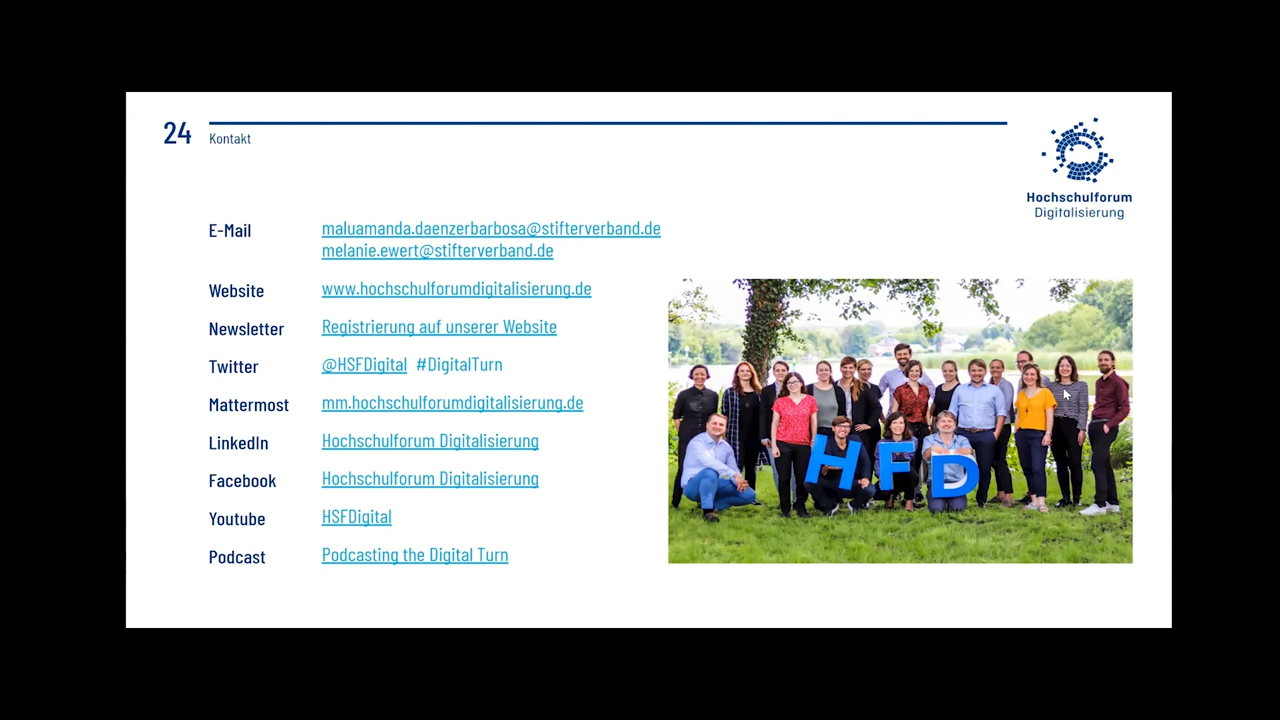 24
Kontakt
Hochschulforum
Digitalisierung
E-Mail maluamanda.daenzerbarbosa@stifterverband.de
melanie.ewert@stifterverband.de
Website www.hochschulforumdigitalisierung.de
Newsletter Registrierung auf unserer Website
Twitter @HSFDigital #DigitalTurn
Mattermost mm.hochschulforumdigitalisierung.de
LinkedIn Hochschulforum Digitalisierung
Facebook Hochschulforum Digitalisierung
Youtube HSFDigital
Podcast Podcasting the Digital Turn
HFD